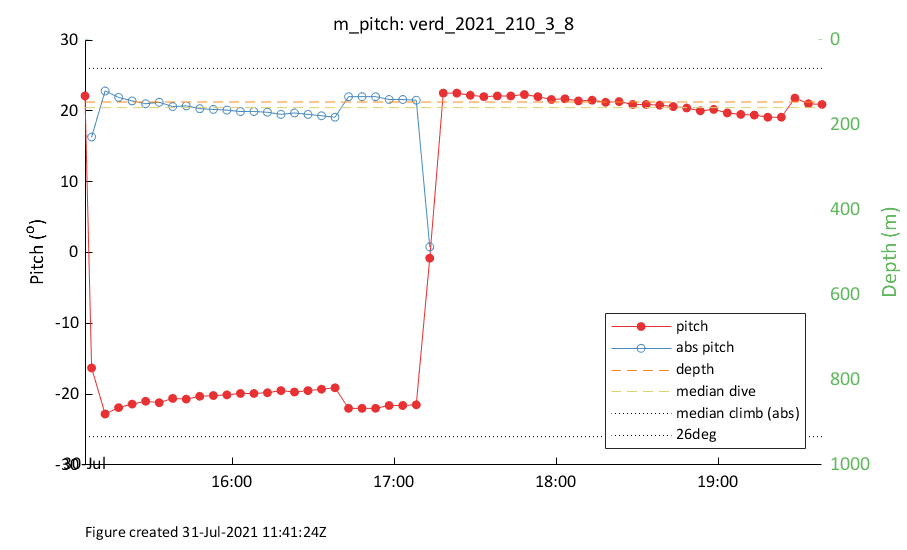 m_pitch: verd_2021_210_3_8
30
20
10
0
-10
-20
-30
Pitch (o)
0
200
400
600
800
1000
Depth (m)
pitch
abs pitch
depth
median dive
median climb (abs)
26deg
30-Jul
16:00 17:00 18:00 19:00
Figure created 31-Jul-2021 11:41:24Z